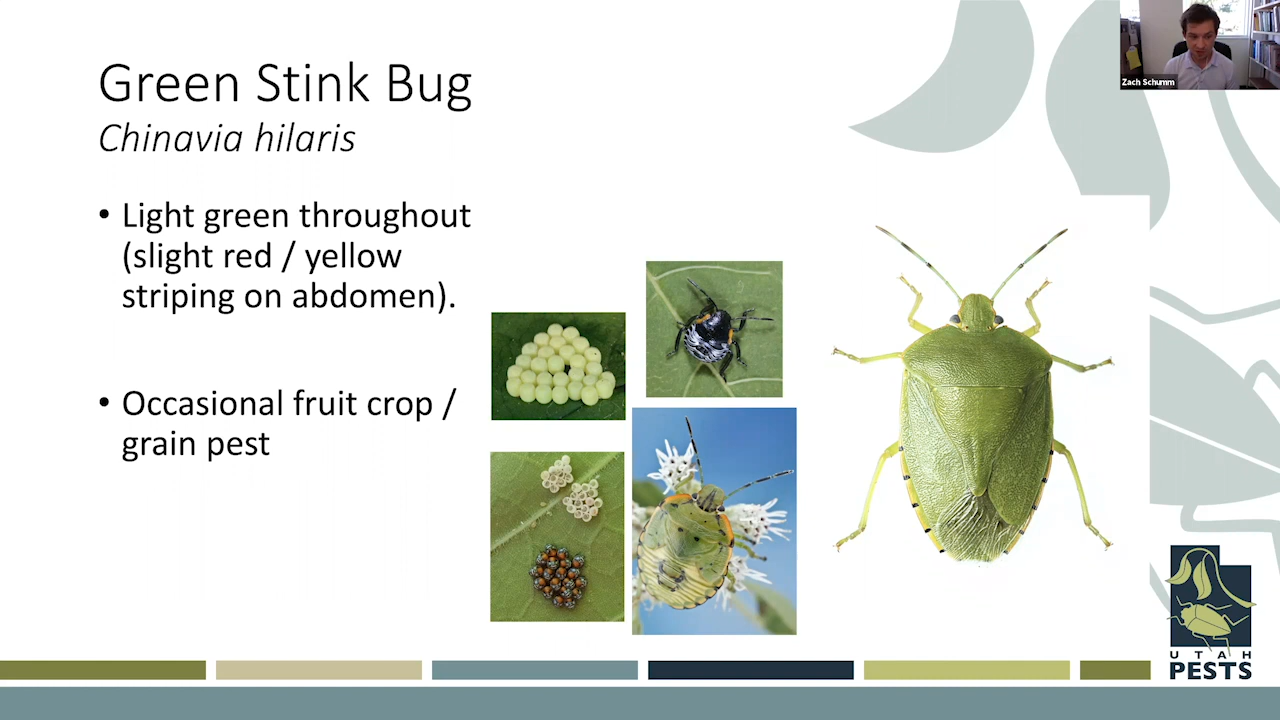 Green Stink Bug
Chinavia hilaris
• Light green throughout
(slight red / yellow
striping on abdomen).
• Occasional fruit crop /
grain pest
Zach Schumm
UTAH
PESTS